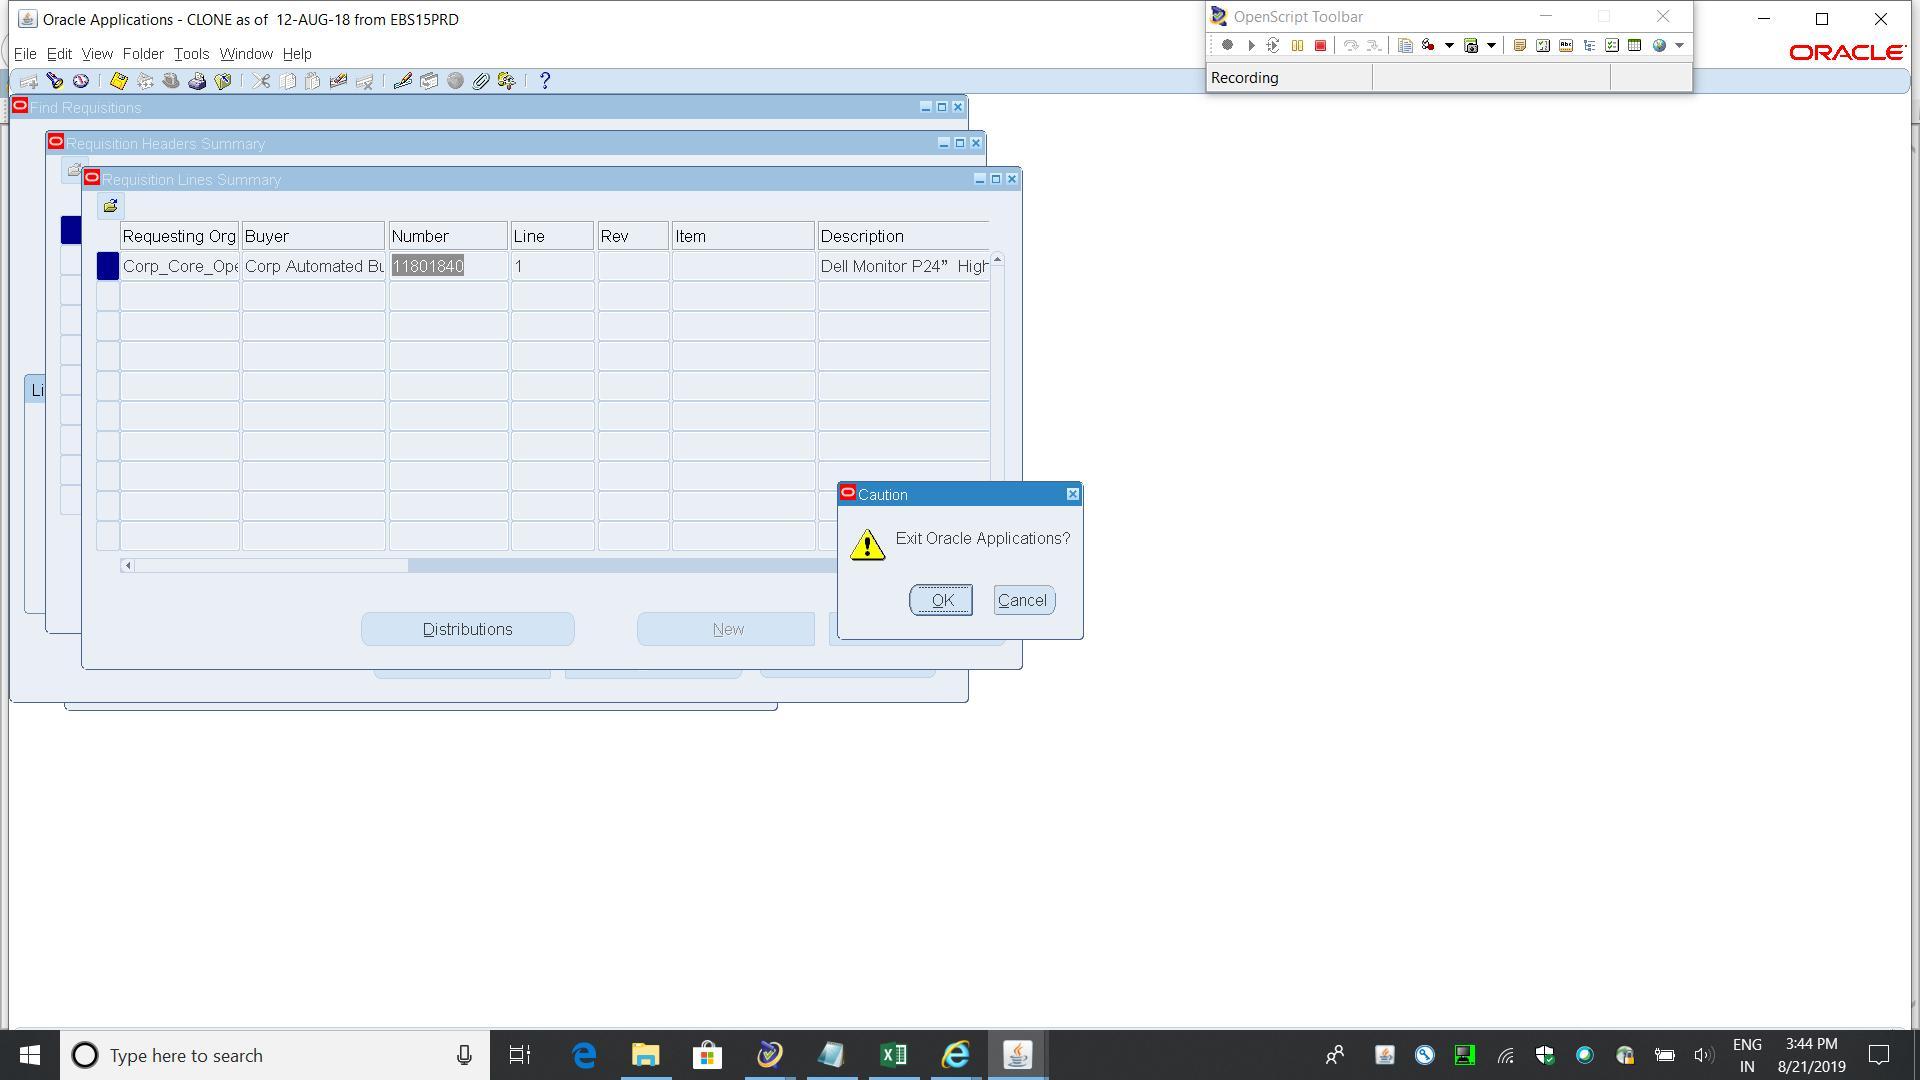 Oracle Applications - CLONE as of  12-AUG-18 from EBS15PRD
OpenScript Toolbar
File Edit View Folder Tools Window Help
ORACLE
Recording
Find Requisitions
Requisition Headers Summary
Requisition Lines Summary
Requesting Org Buyer Number Line Rev Item Description
Corp_Core_Ope Corp Automated Bu 11801840 1 Dell Monitor P24”  High
Li
Caution
Exit Oracle Applications?
OK Cancel
Distributions New
Type here to search
ENG
IN
3:44 PM
8/21/2019